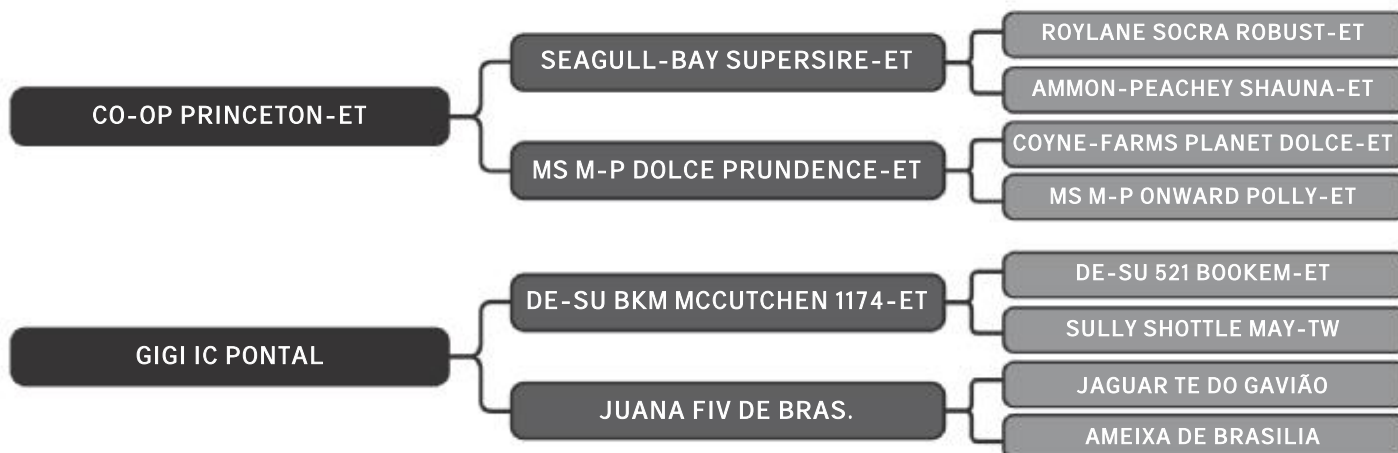 CO-OP PRINCETON-ET
SEAGULL-BAY SUPERSIRE-ET
ROYLANE SOCRA ROBUST-ET
AMMON-PEACHEY SHAUNA-ET
MS M-P DOLCE PRUNDENCE-ET
COYNE-FARMS PLANET DOLCE-ET
MS M-P ONWARD POLLY-ET
GIGI IC PONTAL
DE-SU BKM MCCUTCHEN 1174-ET
DE-SU 521 BOOKEM-ET
SULLY SHOTTLE MAY-TW
JUANA FIV DE BRAS.
JAGUAR TE DO GAVIÃO
AMEIXA DE BRASILIA